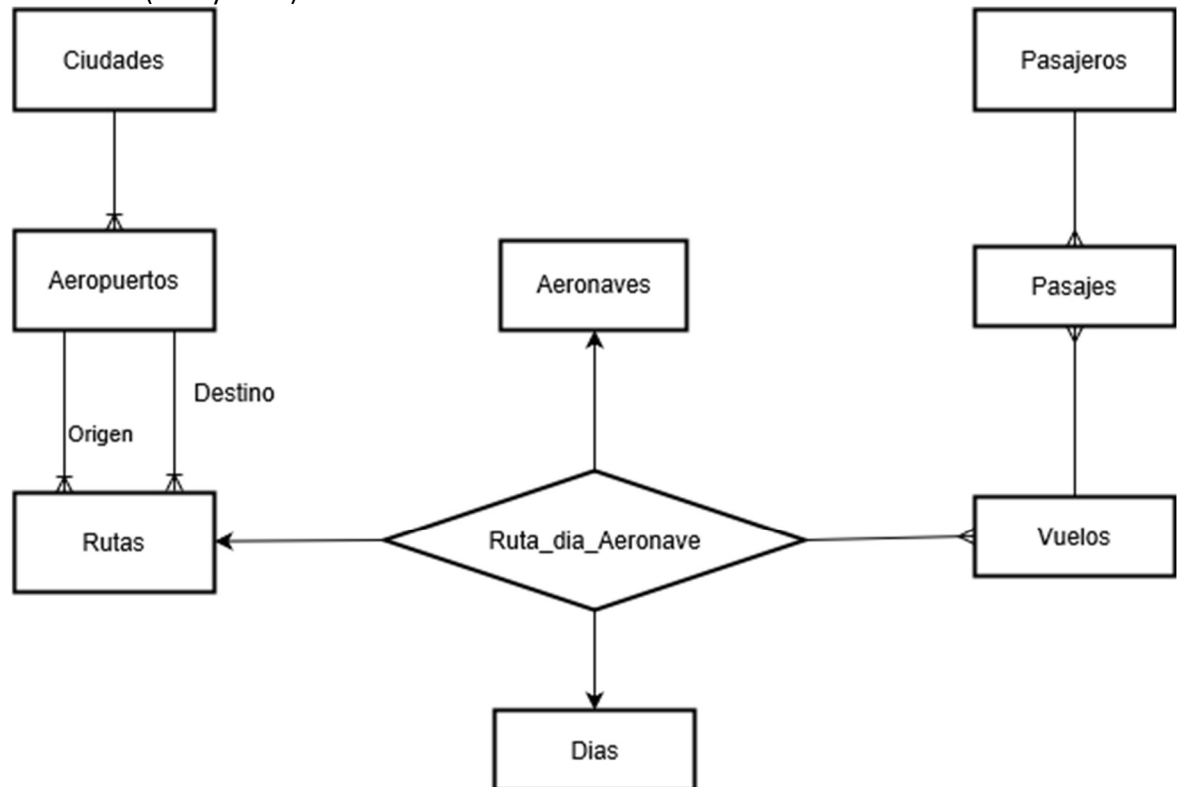 Ciudades
Pasajeros
Aeropuertos
Aeronaves
Pasajes
Destino
Origen
Rutas
Ruta_dia_Aeronave
Vuelos
Dias